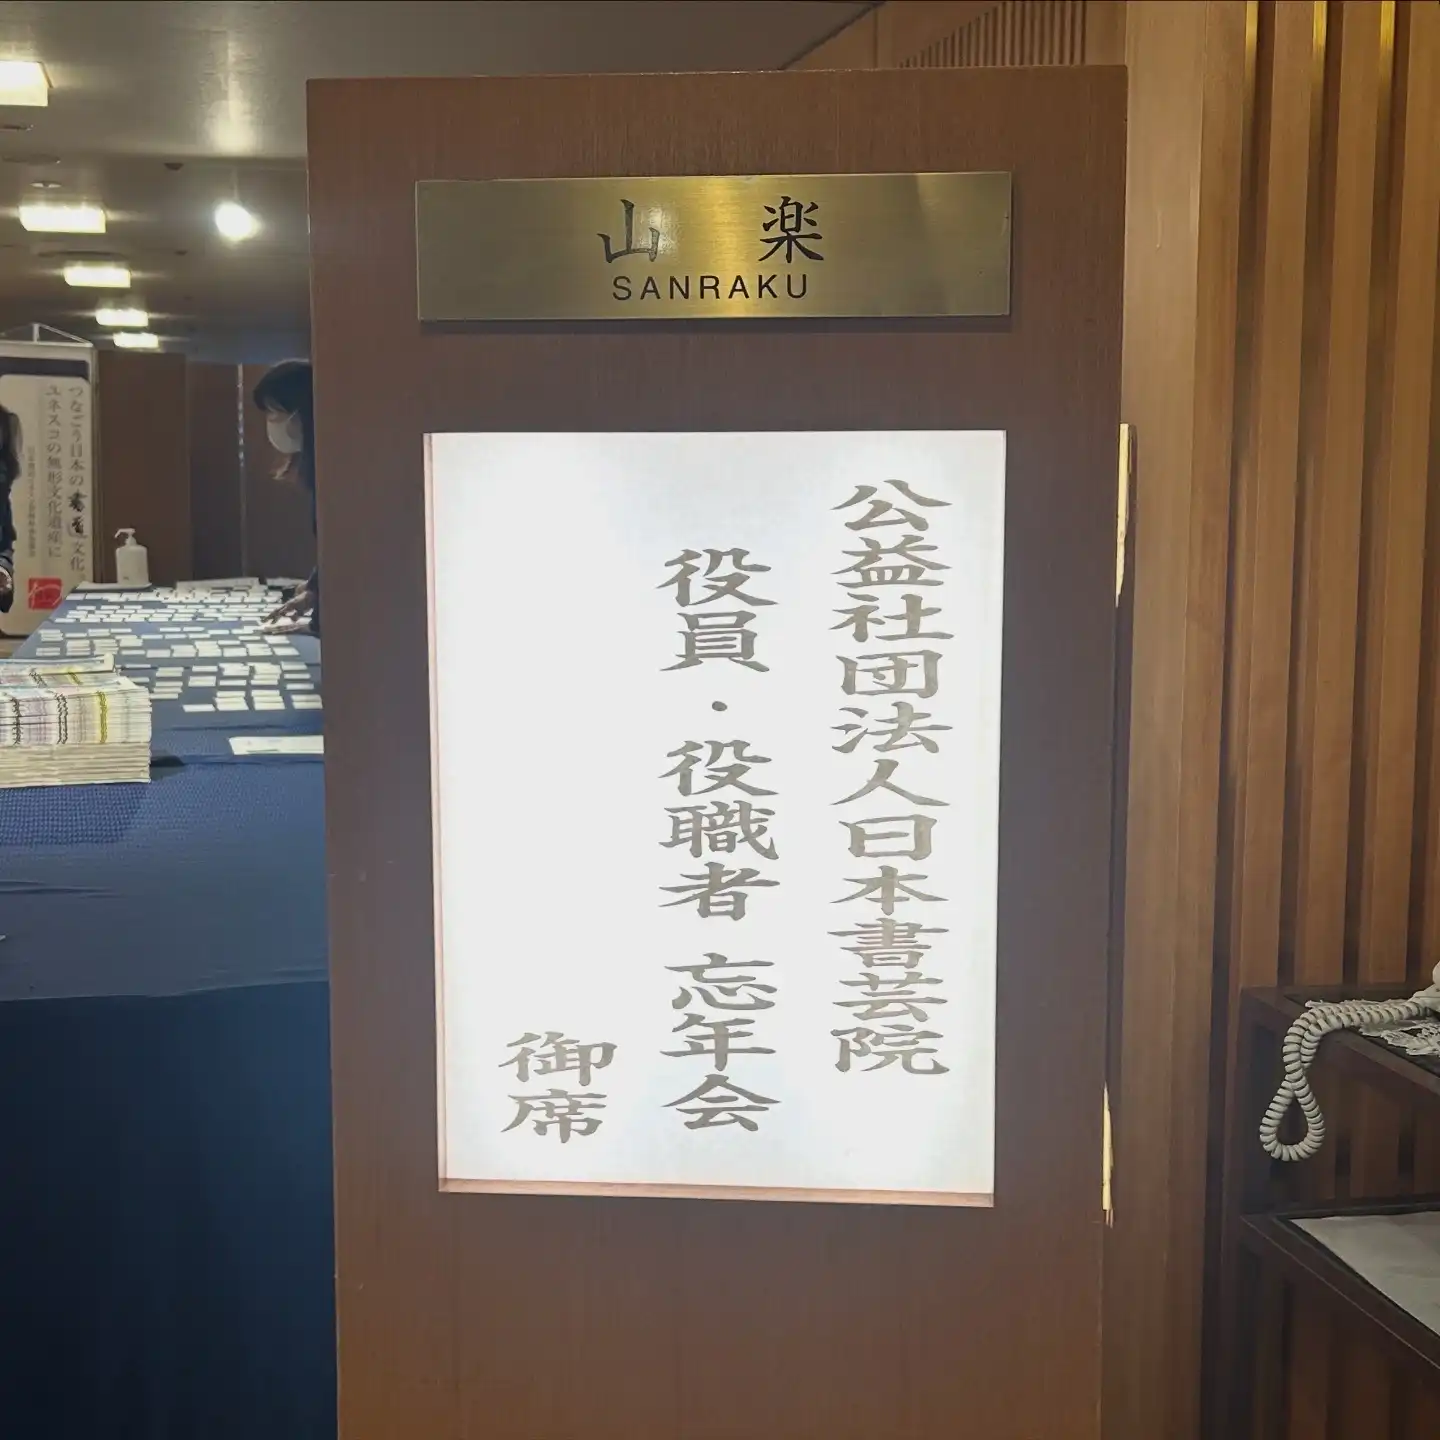 山楽
SANRAKU
公益社団法人日本書芸院
役員・役職者 忘年会
御席
つなごう日本の書道文化
ユネスコの無形文化遺産に